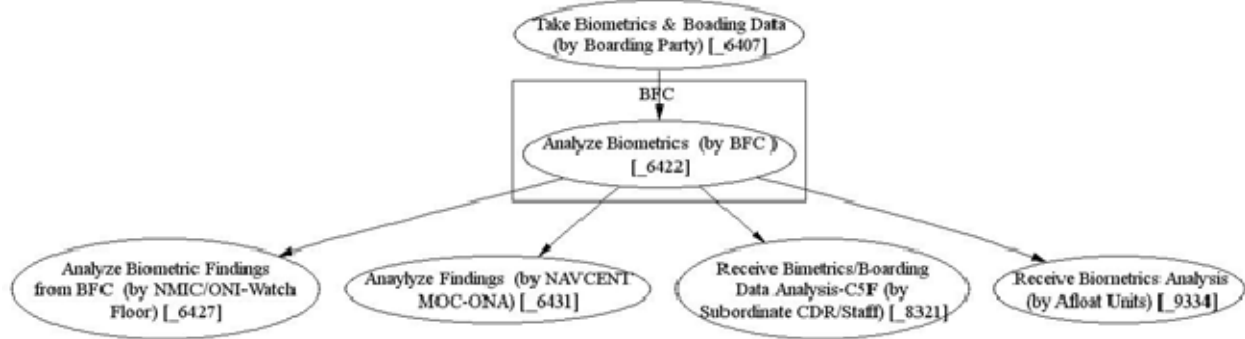 Take Biometrics & Boading Data
(by Boarding Party) [_6407]
BFC
Analyze Biometrics (by BFC )
[_6422]
Analyze Biometric Findings
from BFC (by NMIC/ONI-Watch
Floor) [_6427]
Anaylyze Findings (by NAVCENT
MOC-ONA) [_6431]
Receive Bimetrics/Boarding
Data Analysis-C5F (by
Subordinate CDR/Staff) [_8321]
Receive Biometrics Analysis
(by Afloat Units) [_9334]